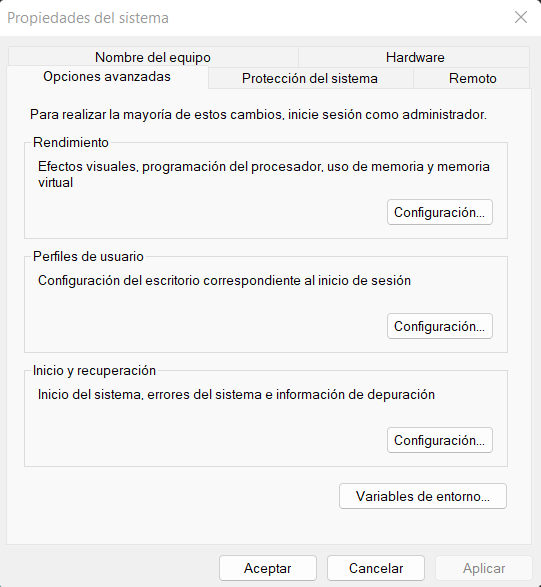 Propiedades del sistema
Nombre del equipo
Hardware
Opciones avanzadas
Protección del sistema
Remoto
Para realizar la mayoría de estos cambios, inicie sesión como administrador.
Rendimiento
Efectos visuales, programación del procesador, uso de memoria y memoria
virtual
Configuración...
Perfiles de usuario
Configuración del escritorio correspondiente al inicio de sesión
Configuración...
Inicio y recuperación
Inicio del sistema, errores del sistema e información de depuración
Configuración...
Variables de entorno...
Aceptar
Cancelar
Aplicar